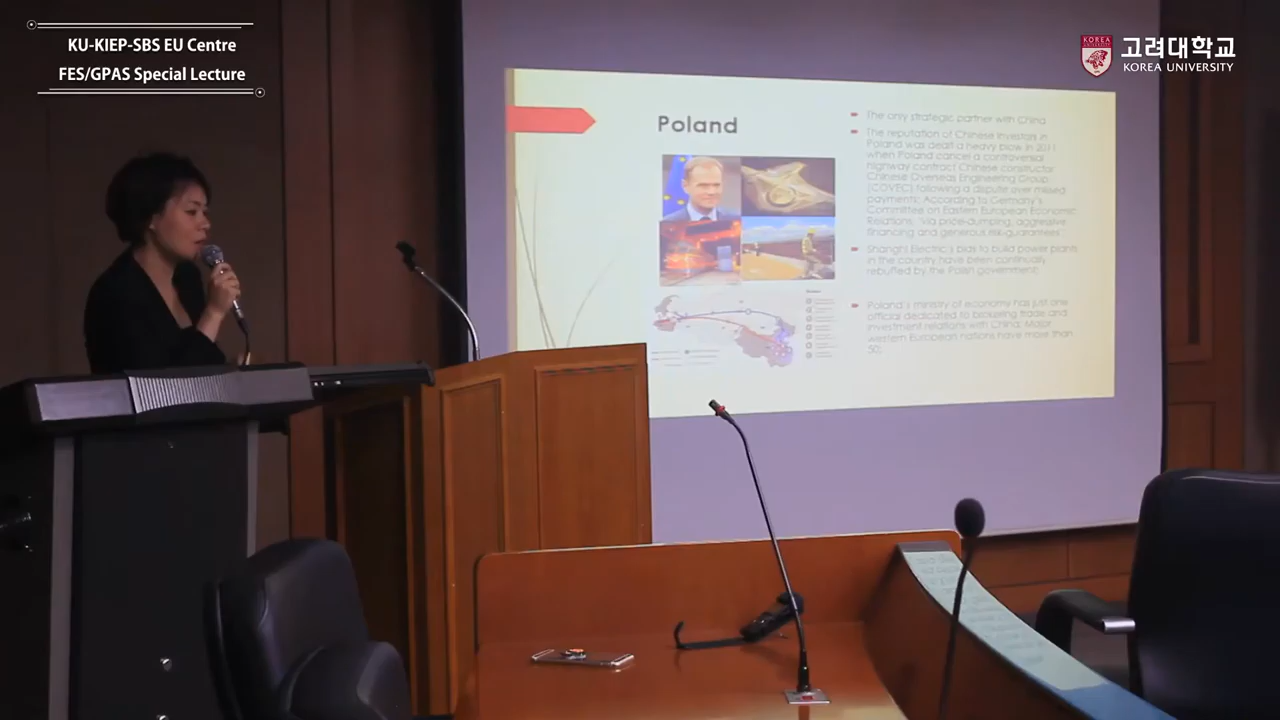 KU-KIEP-SBS EU Centre
FES/GPAS Special Lecture
KOREA
고려대학교
KOREA UNIVERSITY
Poland
The only strategic partner with China
The reputation of Chinese investors in
Poland was dealt a heavy blow in 2011
when Poland cancel a controversial
highway contract Chinese constructor
Chinese Overseas Engineering Group
(COVEC) following a dispute over missed
payments; According to Germany's
Committee on Eastern European Economic
Relations: "via price-dumping, aggressive
financing and generous risk-guarantees
Shanghi Electric's bids to build power plants
in the country have been continually
rebuffed by the Polish government;
Poland's ministry of economy has just one
official dedicated to brokering trade and
investment relations with China; Major
western European nations have more than
50;